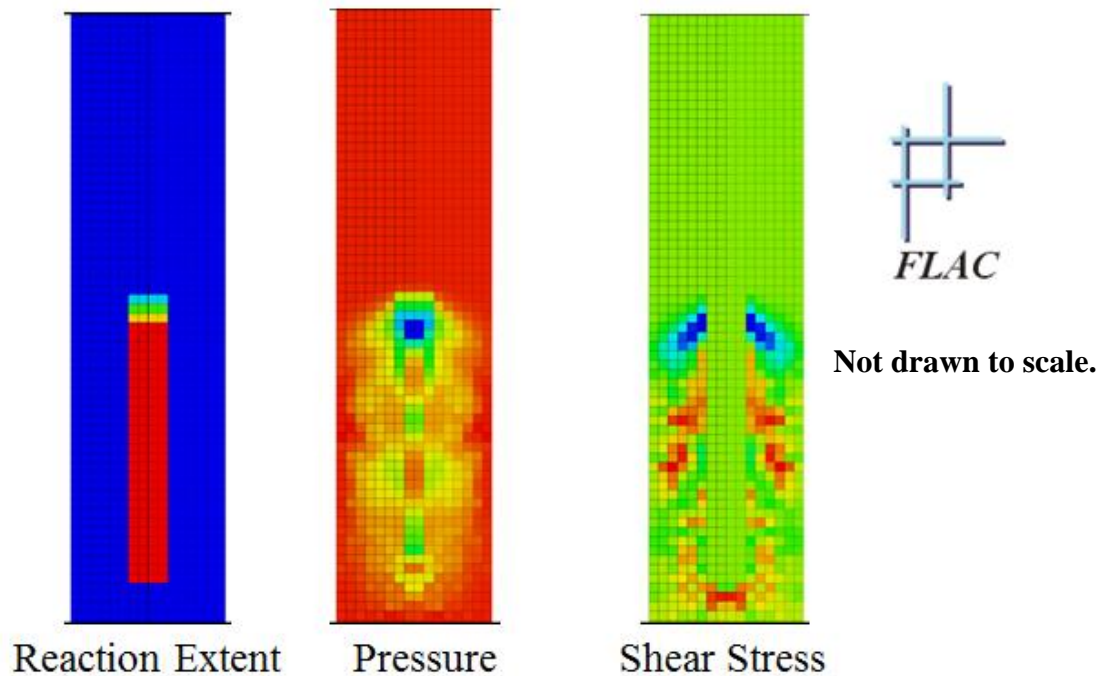 FLAC
Not drawn to scale.
Reaction Extent
Pressure
Shear Stress